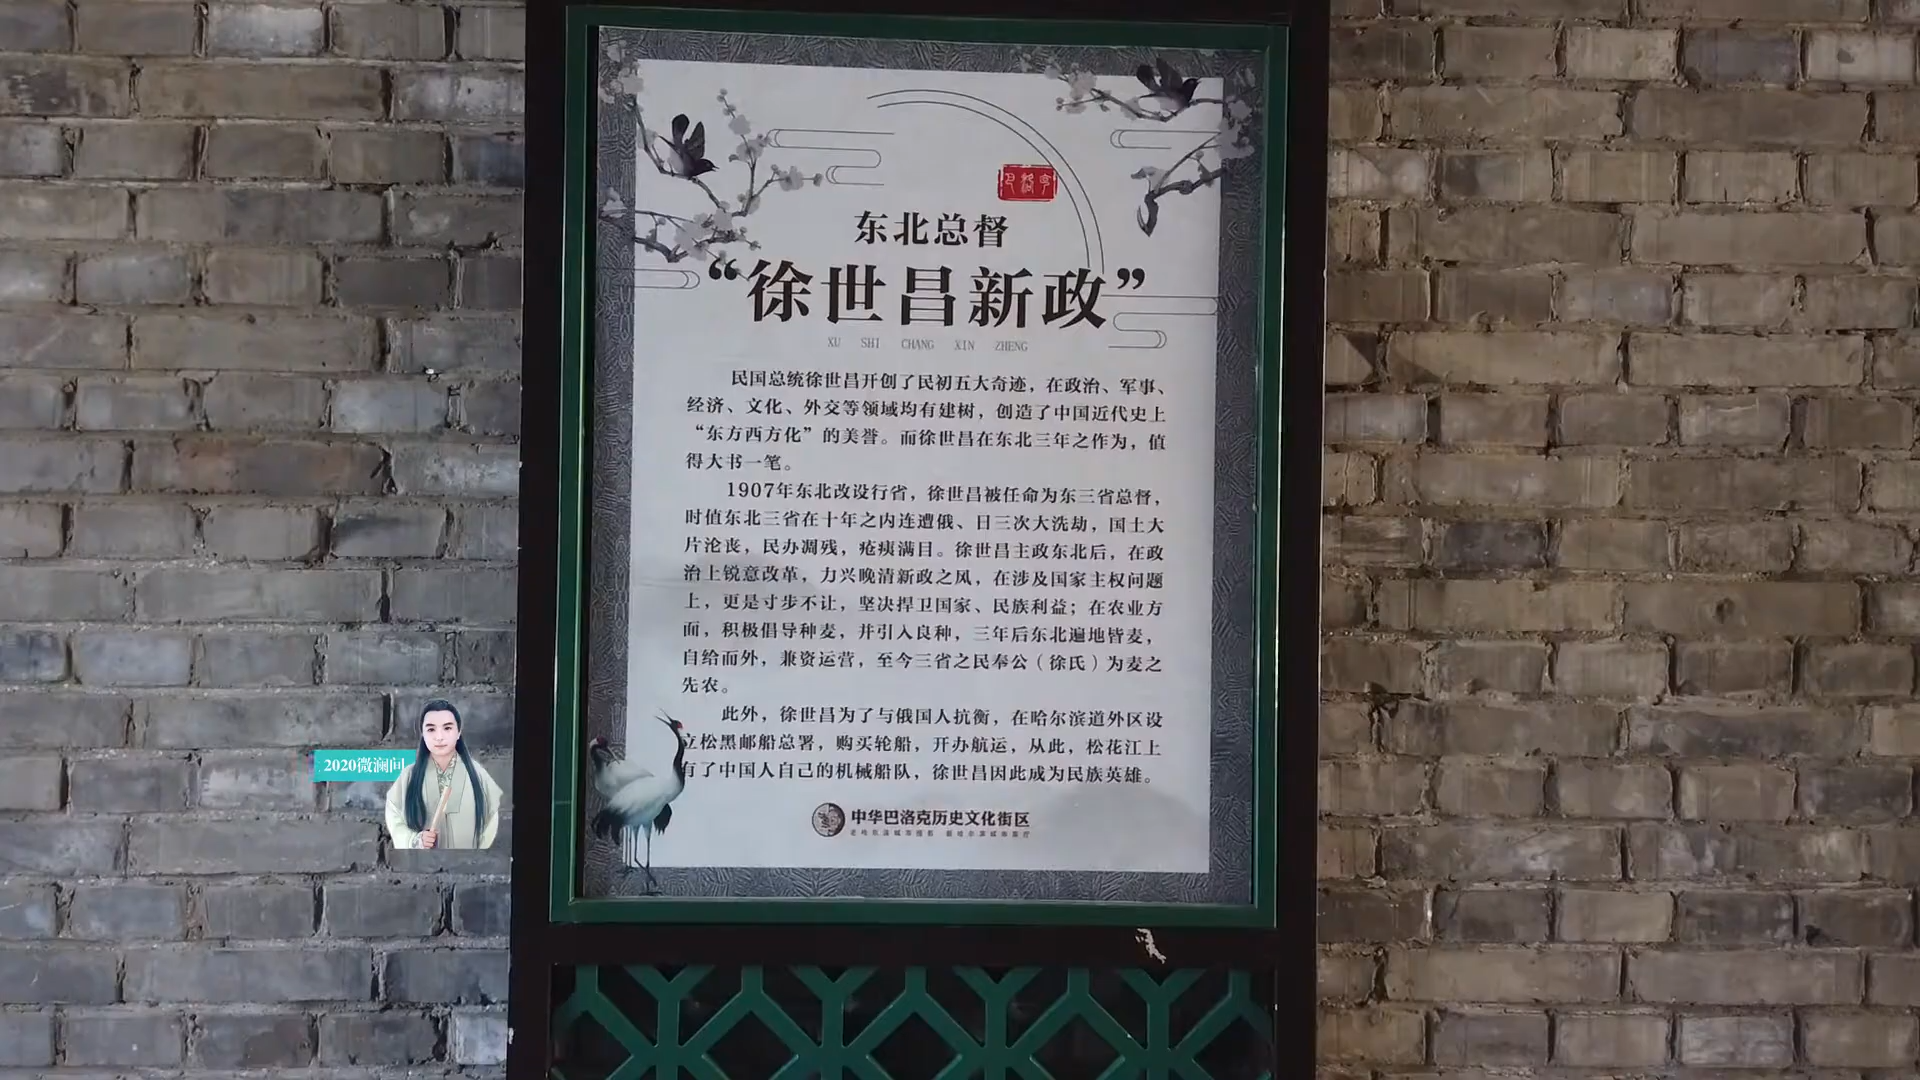 东北总督
“徐世昌新政”
XU SHI CHANG XIN ZHENG
民国总统徐世昌开创了民初五大奇迹，在政治、军事、
经济、文化、外交等领域均有建树，创造了中国近代史上
“东方西方化”的美誉。而徐世昌在东北三年之作为，值
得大书一笔。
1907年东北改设行省，徐世昌被任命为东三省总督，
时值东北三省在十年之内连遭俄、日三次大洗劫，国土大
片沦丧，民办凋残，疮痍满目。徐世昌主政东北后，在政
治上锐意改革，力兴晚清新政之风，在涉及国家主权问题
上，更是寸步不让，坚决捍卫国家、民族利益；在农业方
面，积极倡导种麦，并引入良种，三年后东北遍地皆麦，
自给而外，兼资运营，至今三省之民奉公（徐氏）为麦之
先农。
此外，徐世昌为了与俄国人抗衡，在哈尔滨道外区设
立松黑邮船总署，购买轮船，开办航运，从此，松花江上
有了中国人自己的机械船队，徐世昌因此成为民族英雄。
中华巴洛克历史文化街区
2020微澜间